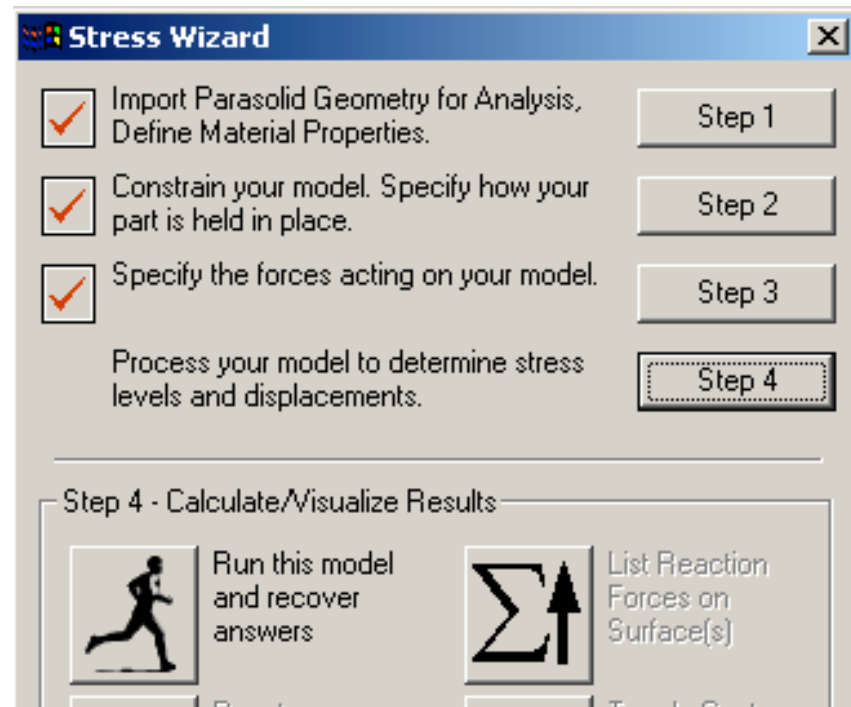 Stress Wizard
Import Parasolid Geometry for Analysis,
Define Material Properties.
Step 1
Constrain your model. Specify how your
part is held in place.
Step 2
Specify the forces acting on your model.
Step 3
Process your model to determine stress
levels and displacements.
Step 4
Step 4 - Calculate/Visualize Results
Run this model
and recover
answers
Σ
List Reaction
Forces on
Surface(s)